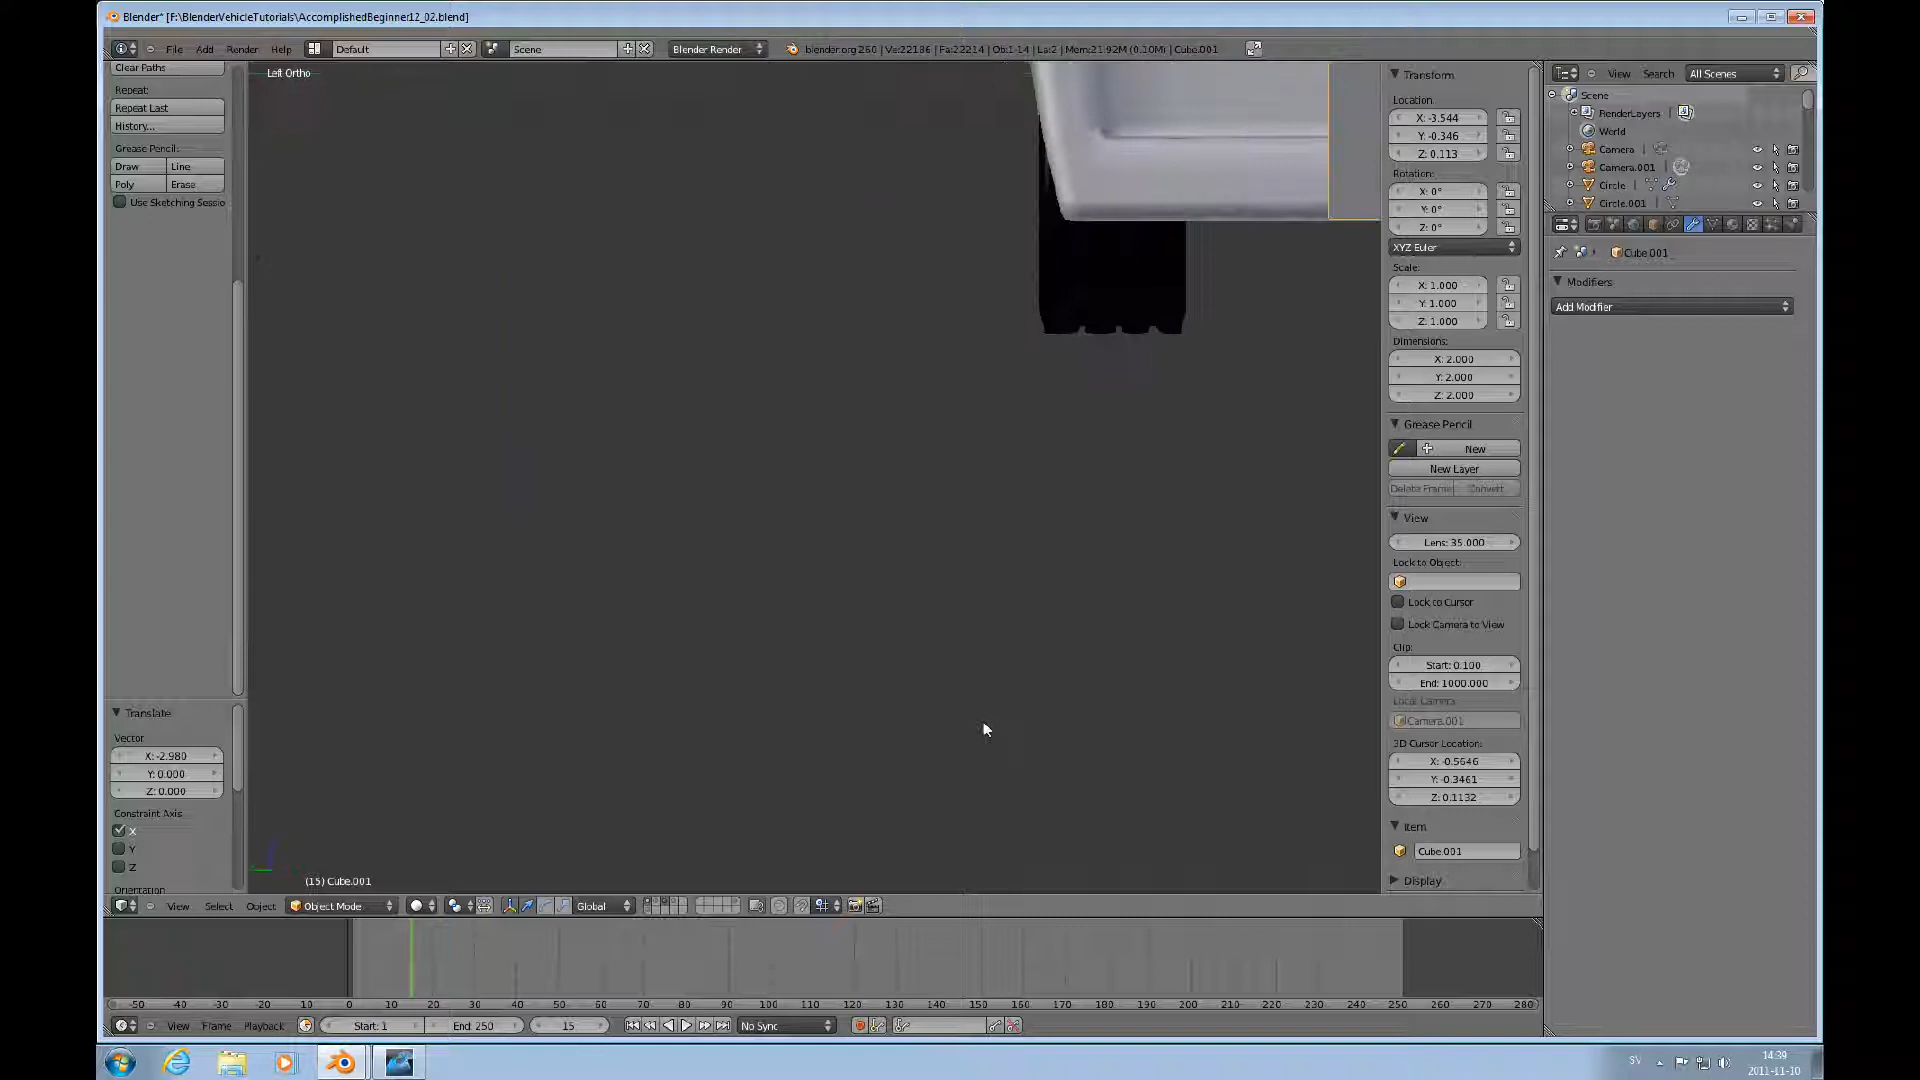 Blender* [F:\BlenderVehicleTutorials\AccomplishedBeginner12_02.blend]
File Add Render Help Default Scene Blender Render blender.org 260 | Ve:22186 | Fa:22214 | Ob:1-14 | La:2 | Mem:21.92M (0.10M) | Cube.001
Clear Paths
Repeat:
Repeat Last
History...
Grease Pencil:
Draw Line
Poly Erase
Use Sketching Sessio
Translate
Vector
X: -2.980
Y: 0.000
Z: 0.000
Constraint Axis
X
Y
Z
Orientation
Left Ortho
(15) Cube.001
View Select Object Object Mode Global
Transform
Location:
X: -3.544
Y: -0.346
Z: 0.113
Rotation:
X: 0°
Y: 0°
Z: 0°
XYZ Euler
Scale:
X: 1.000
Y: 1.000
Z: 1.000
Dimensions:
X: 2.000
Y: 2.000
Z: 2.000
Grease Pencil
New
New Layer
Delete Frame Convert
View
Lens: 35.000
Lock to Object:
Lock to Cursor
Lock Camera to View
Clip:
Start: 0.100
End: 1000.000
Local Camera:
Camera.001
3D Cursor Location:
X: -0.5646
Y: -0.3461
Z: 0.1132
Item
Cube.001
Display
View Search All Scenes
Scene
RenderLayers
World
Camera
Camera.001
Circle
Circle.001
Cube.001
Modifiers
Add Modifier
-50 -40 -30 -20 -10 0 10 20 30 40 50 60 70 80 90 100 110 120 130 140 150 160 170 180 190 200 210 220 230 240 250 260 270 280
View Frame Playback Start: 1 End: 250 15 No Sync
SV
14:39
2011-11-10